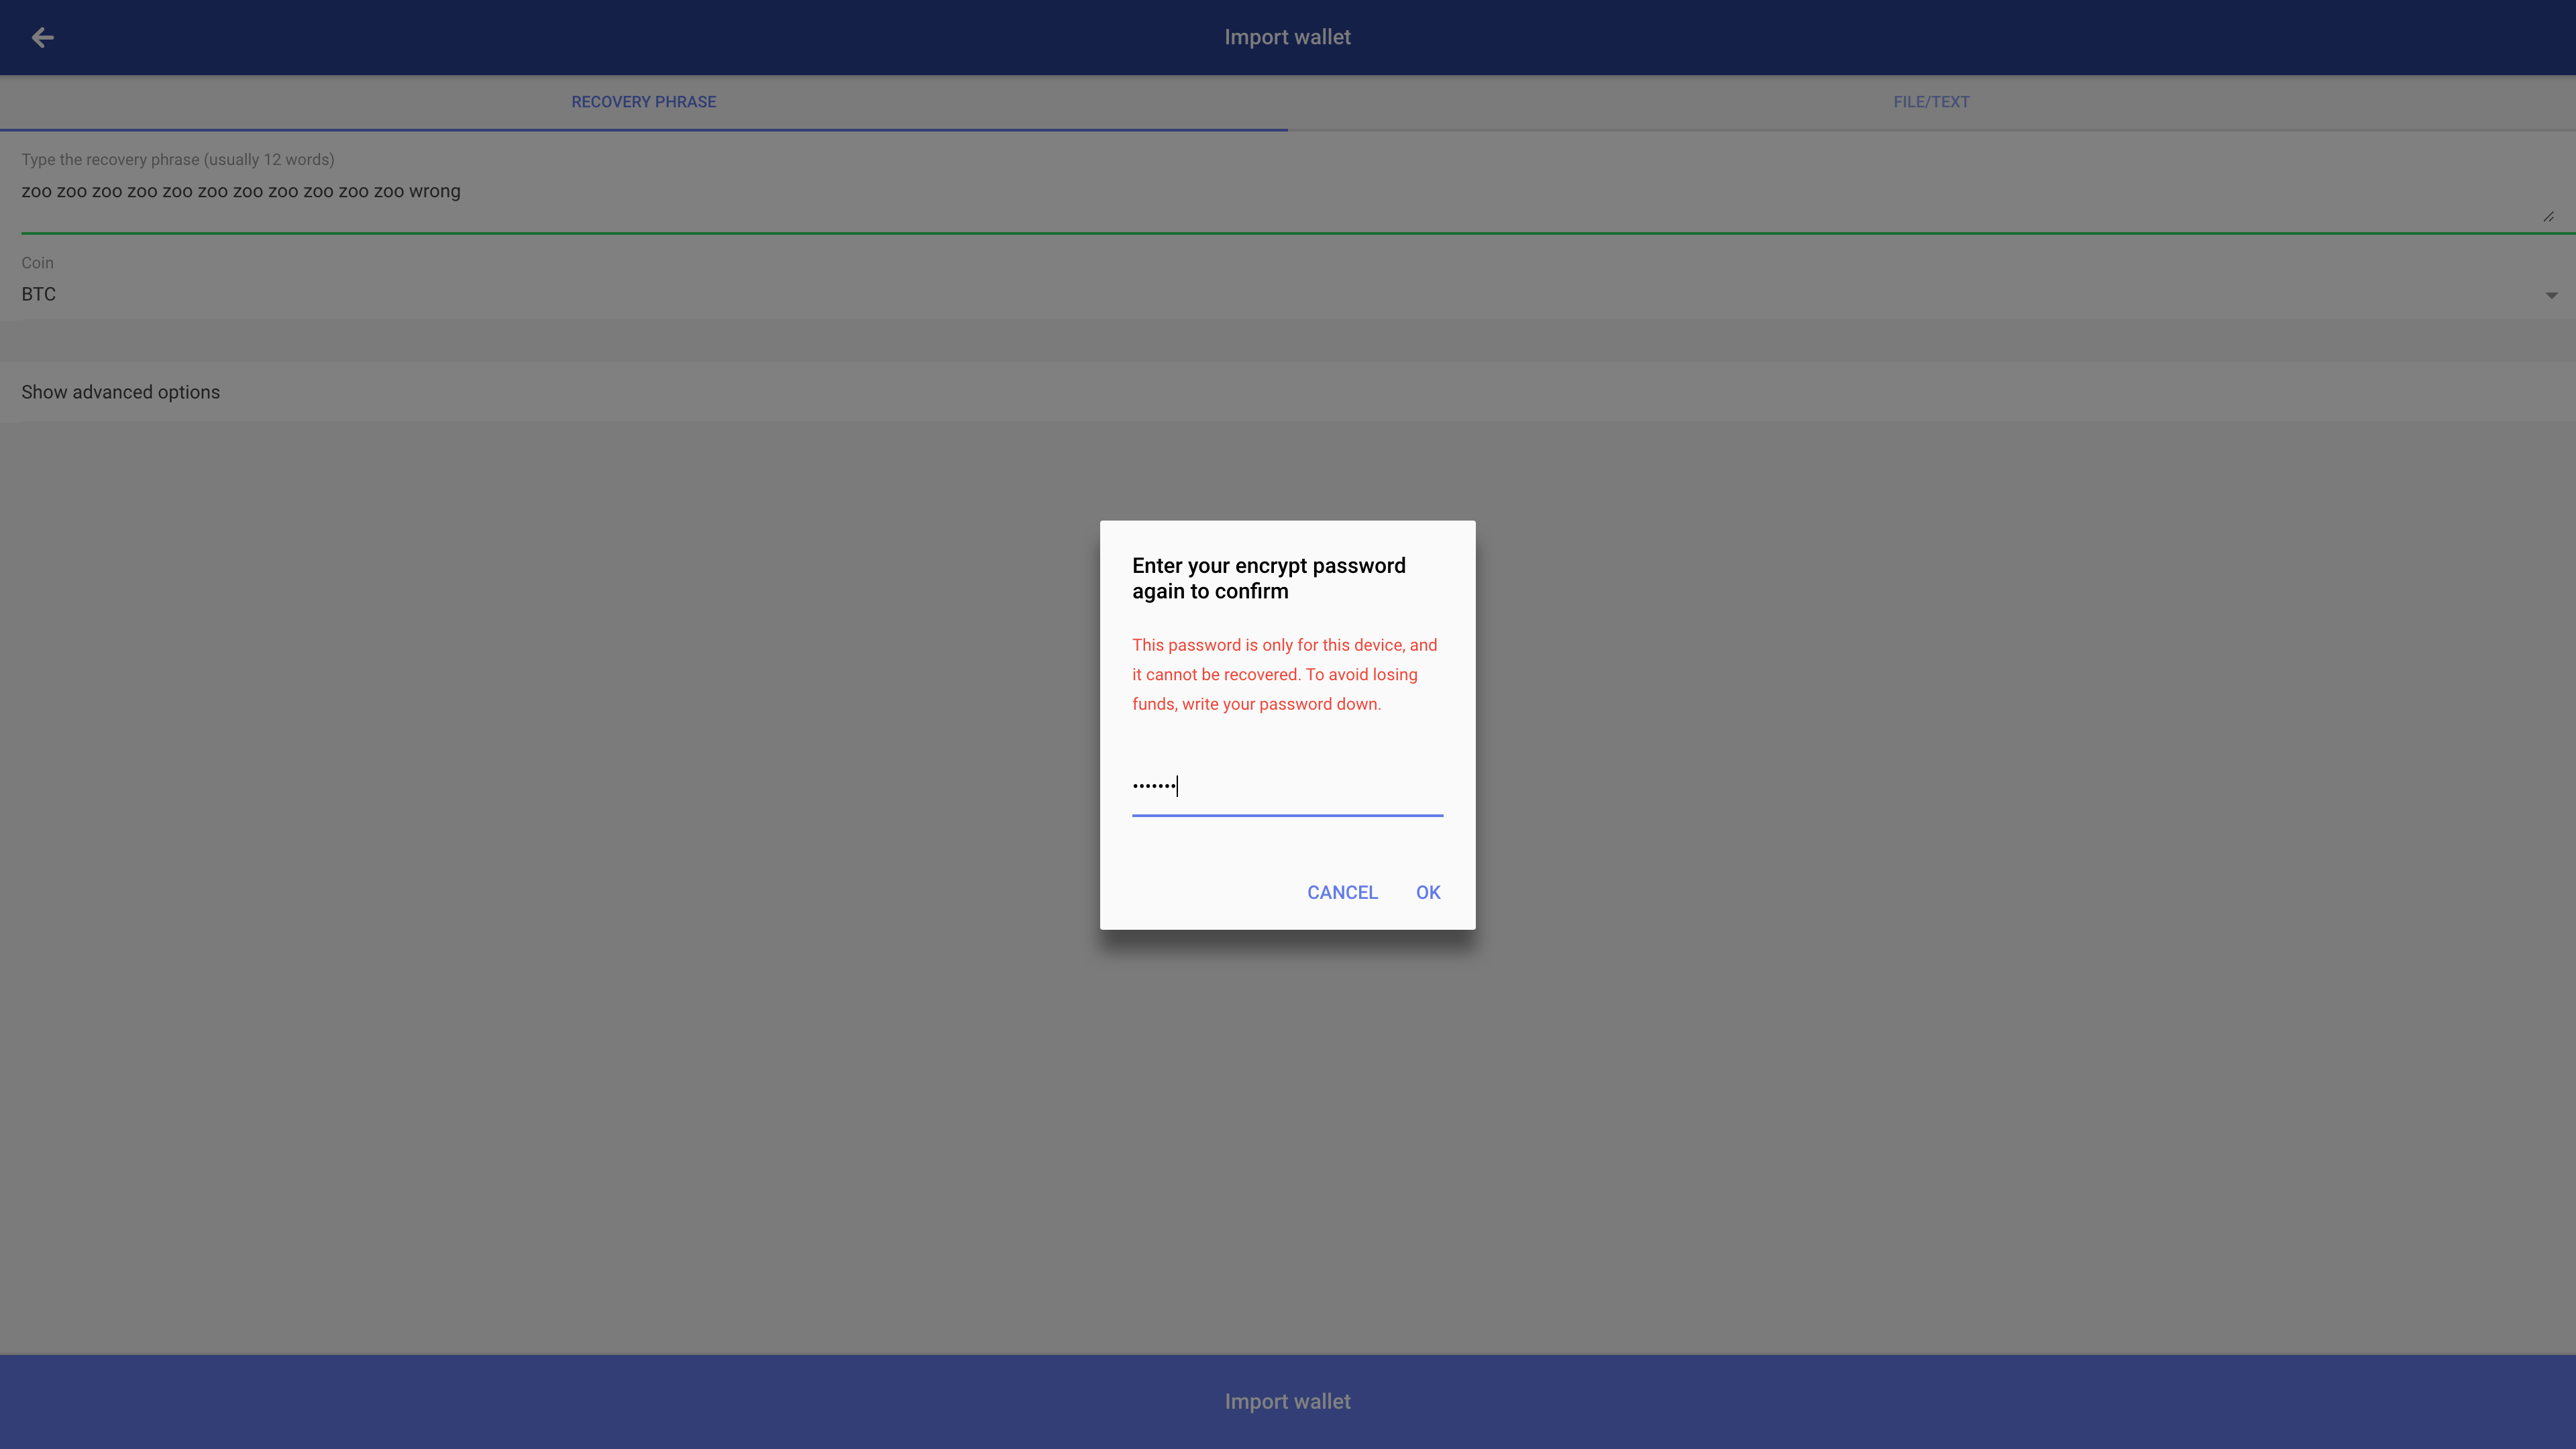 Import wallet
RECOVERY PHRASE
FILE/TEXT
Type the recovery phrase (usually 12 words)
zoo zoo zoo zoo zoo zoo zoo zoo zoo zoo zoo wrong
Coin
BTC
Show advanced options
Enter your encrypt password
again to confirm
This password is only for this device, and
it cannot be recovered. To avoid losing
funds, write your password down.
•••••••
CANCEL
OK
Import wallet